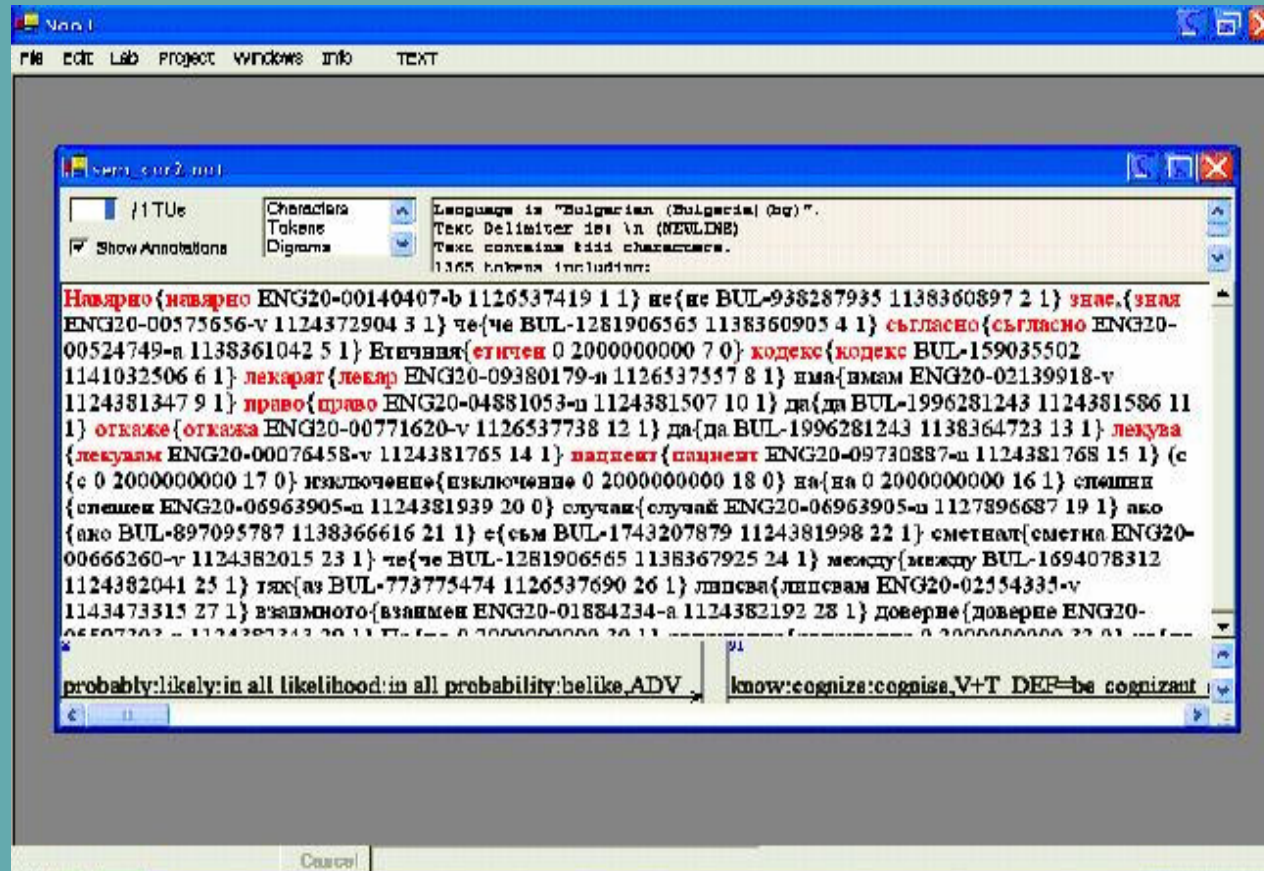 NooJ
File Edit Lab Project Windows Info TEXT
sem_cor2.not
/1 TUs
Show Annotations
Characters
Tokens
Digrams
Language is "Bulgarian (Bulgaria) (bg)".
Text Delimiter is: \n (NEWLINE)
Text contains characters.
1365 tokens including:
Навярно{навярно ENG20-00140407-b 1126537419 1 1} не{не BUL-938287935 1138360897 2 1} знае,{зная
ENG20-00575656-v 1124372904 3 1} че{че BUL-1281906565 1138360905 4 1} съгласно{съгласно ENG20-
00524749-a 1138361042 5 1} Етичния{етичен 0 2000000000 7 0} кодекс{кодекс BUL-159035502
1141032506 6 1} лекарят{лекар ENG20-09380179-n 1126537557 8 1} има{имам ENG20-02139918-v
1124381347 9 1} право{право ENG20-04881053-n 1124381507 10 1} да{да BUL-1996281243 1124381586 11
1} откаже{откажа ENG20-00771620-v 1126537738 12 1} да{да BUL-1996281243 1138364723 13 1} лекува
{лекувам ENG20-00076458-v 1124381765 14 1} пациент{пациент ENG20-09730887-n 1124381768 15 1} (с
{с 0 2000000000 17 0} изключение{изключение 0 2000000000 18 0} на{на 0 2000000000 16 1} спешни
{спешен ENG20-06963905-n 1124381939 20 0} случаи{случай ENG20-06963905-n 1127896687 19 1} ако
{ако BUL-897095787 1138366616 21 1} е{съм BUL-1743207879 1124381998 22 1} сметнал{сметна ENG20-
00666260-v 1124382015 23 1} че{че BUL-1281906565 1138367925 24 1} между{между BUL-1694078312
1124382041 25 1} тях{аз BUL-773775474 1126537690 26 1} липсва{липсвам ENG20-02554335-v
1143473315 27 1} взаимното{взаимен ENG20-01884234-a 1124382192 28 1} доверие{доверие ENG20-
91
probably:likely:in all likelihood:in all probability:belike,ADV
know:cognize:cognise,V+T DEF=be cognizant
Cancel